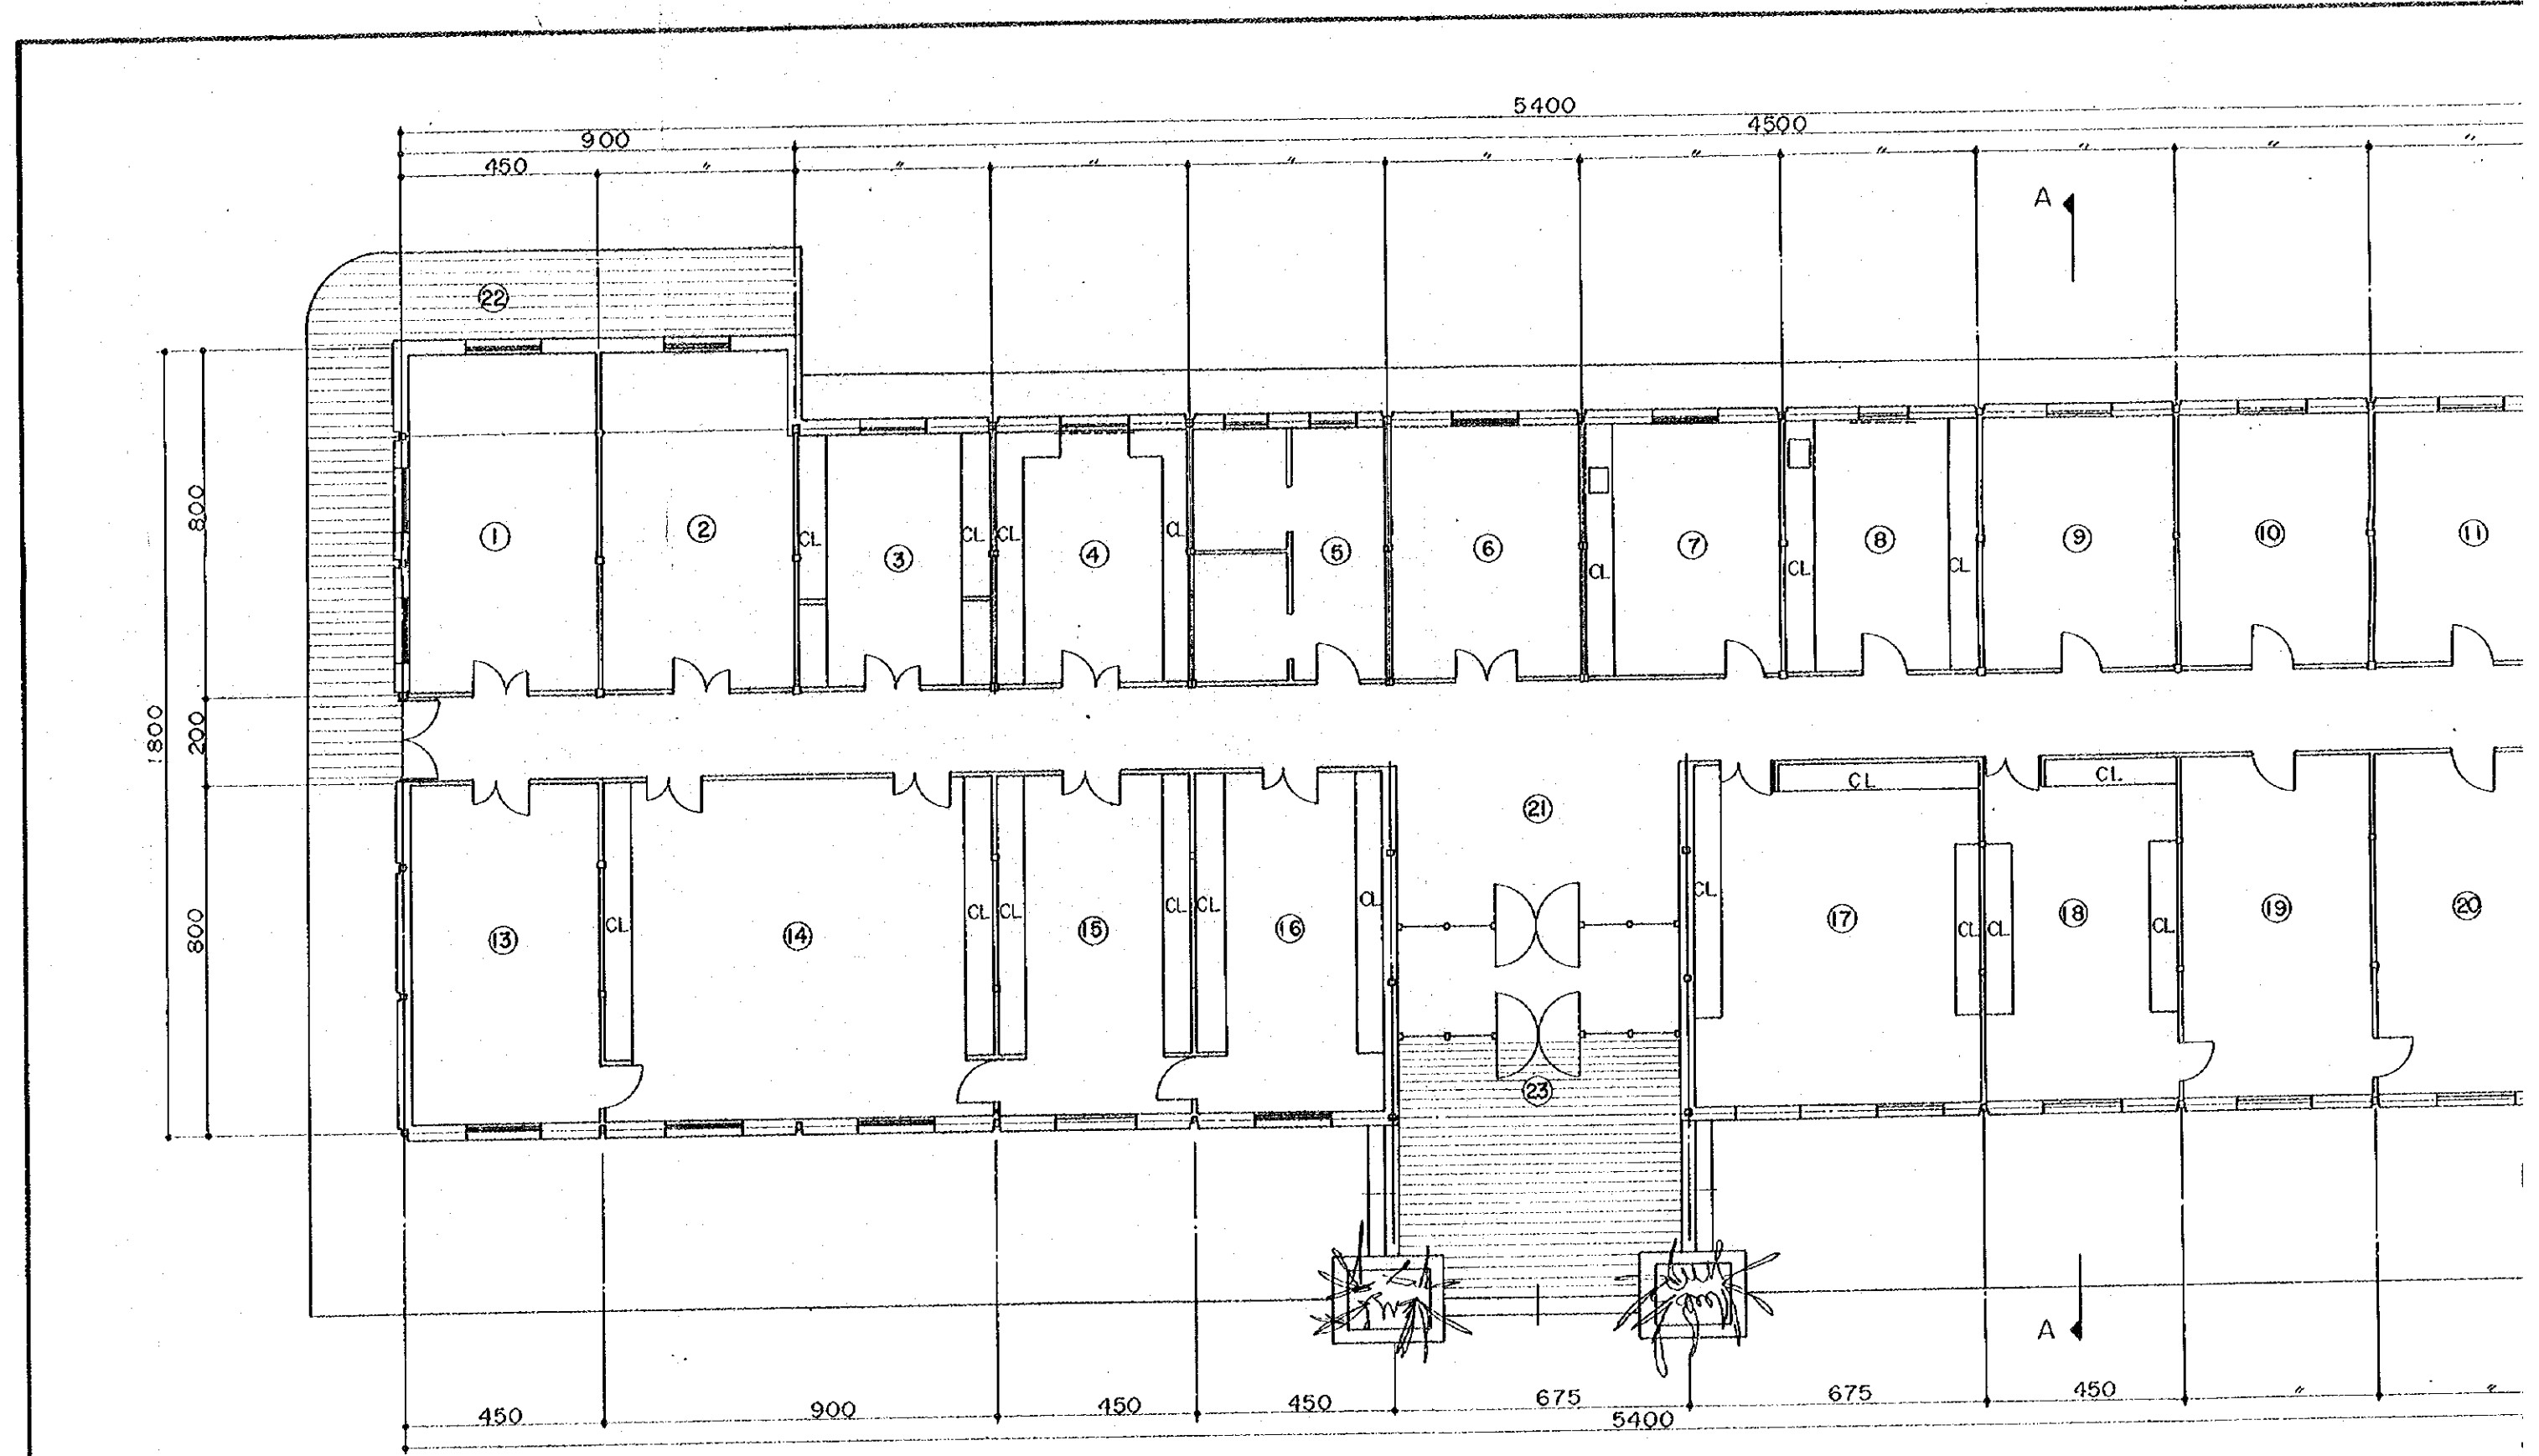 5400
900 4500
450 〃 〃 〃 〃 〃 〃 〃 〃 〃 〃
A
22
800
1 2 3 4 5 6 7 8 9 10 11
CL CL CL CL CL CL CL
1800
200
21
CL CL
800
13 14 15 16 17 18 19 20
CL CL CL CL CL CL CL CL CL CL
23
A
450 900 450 450 675 675 450 〃 〃
5400